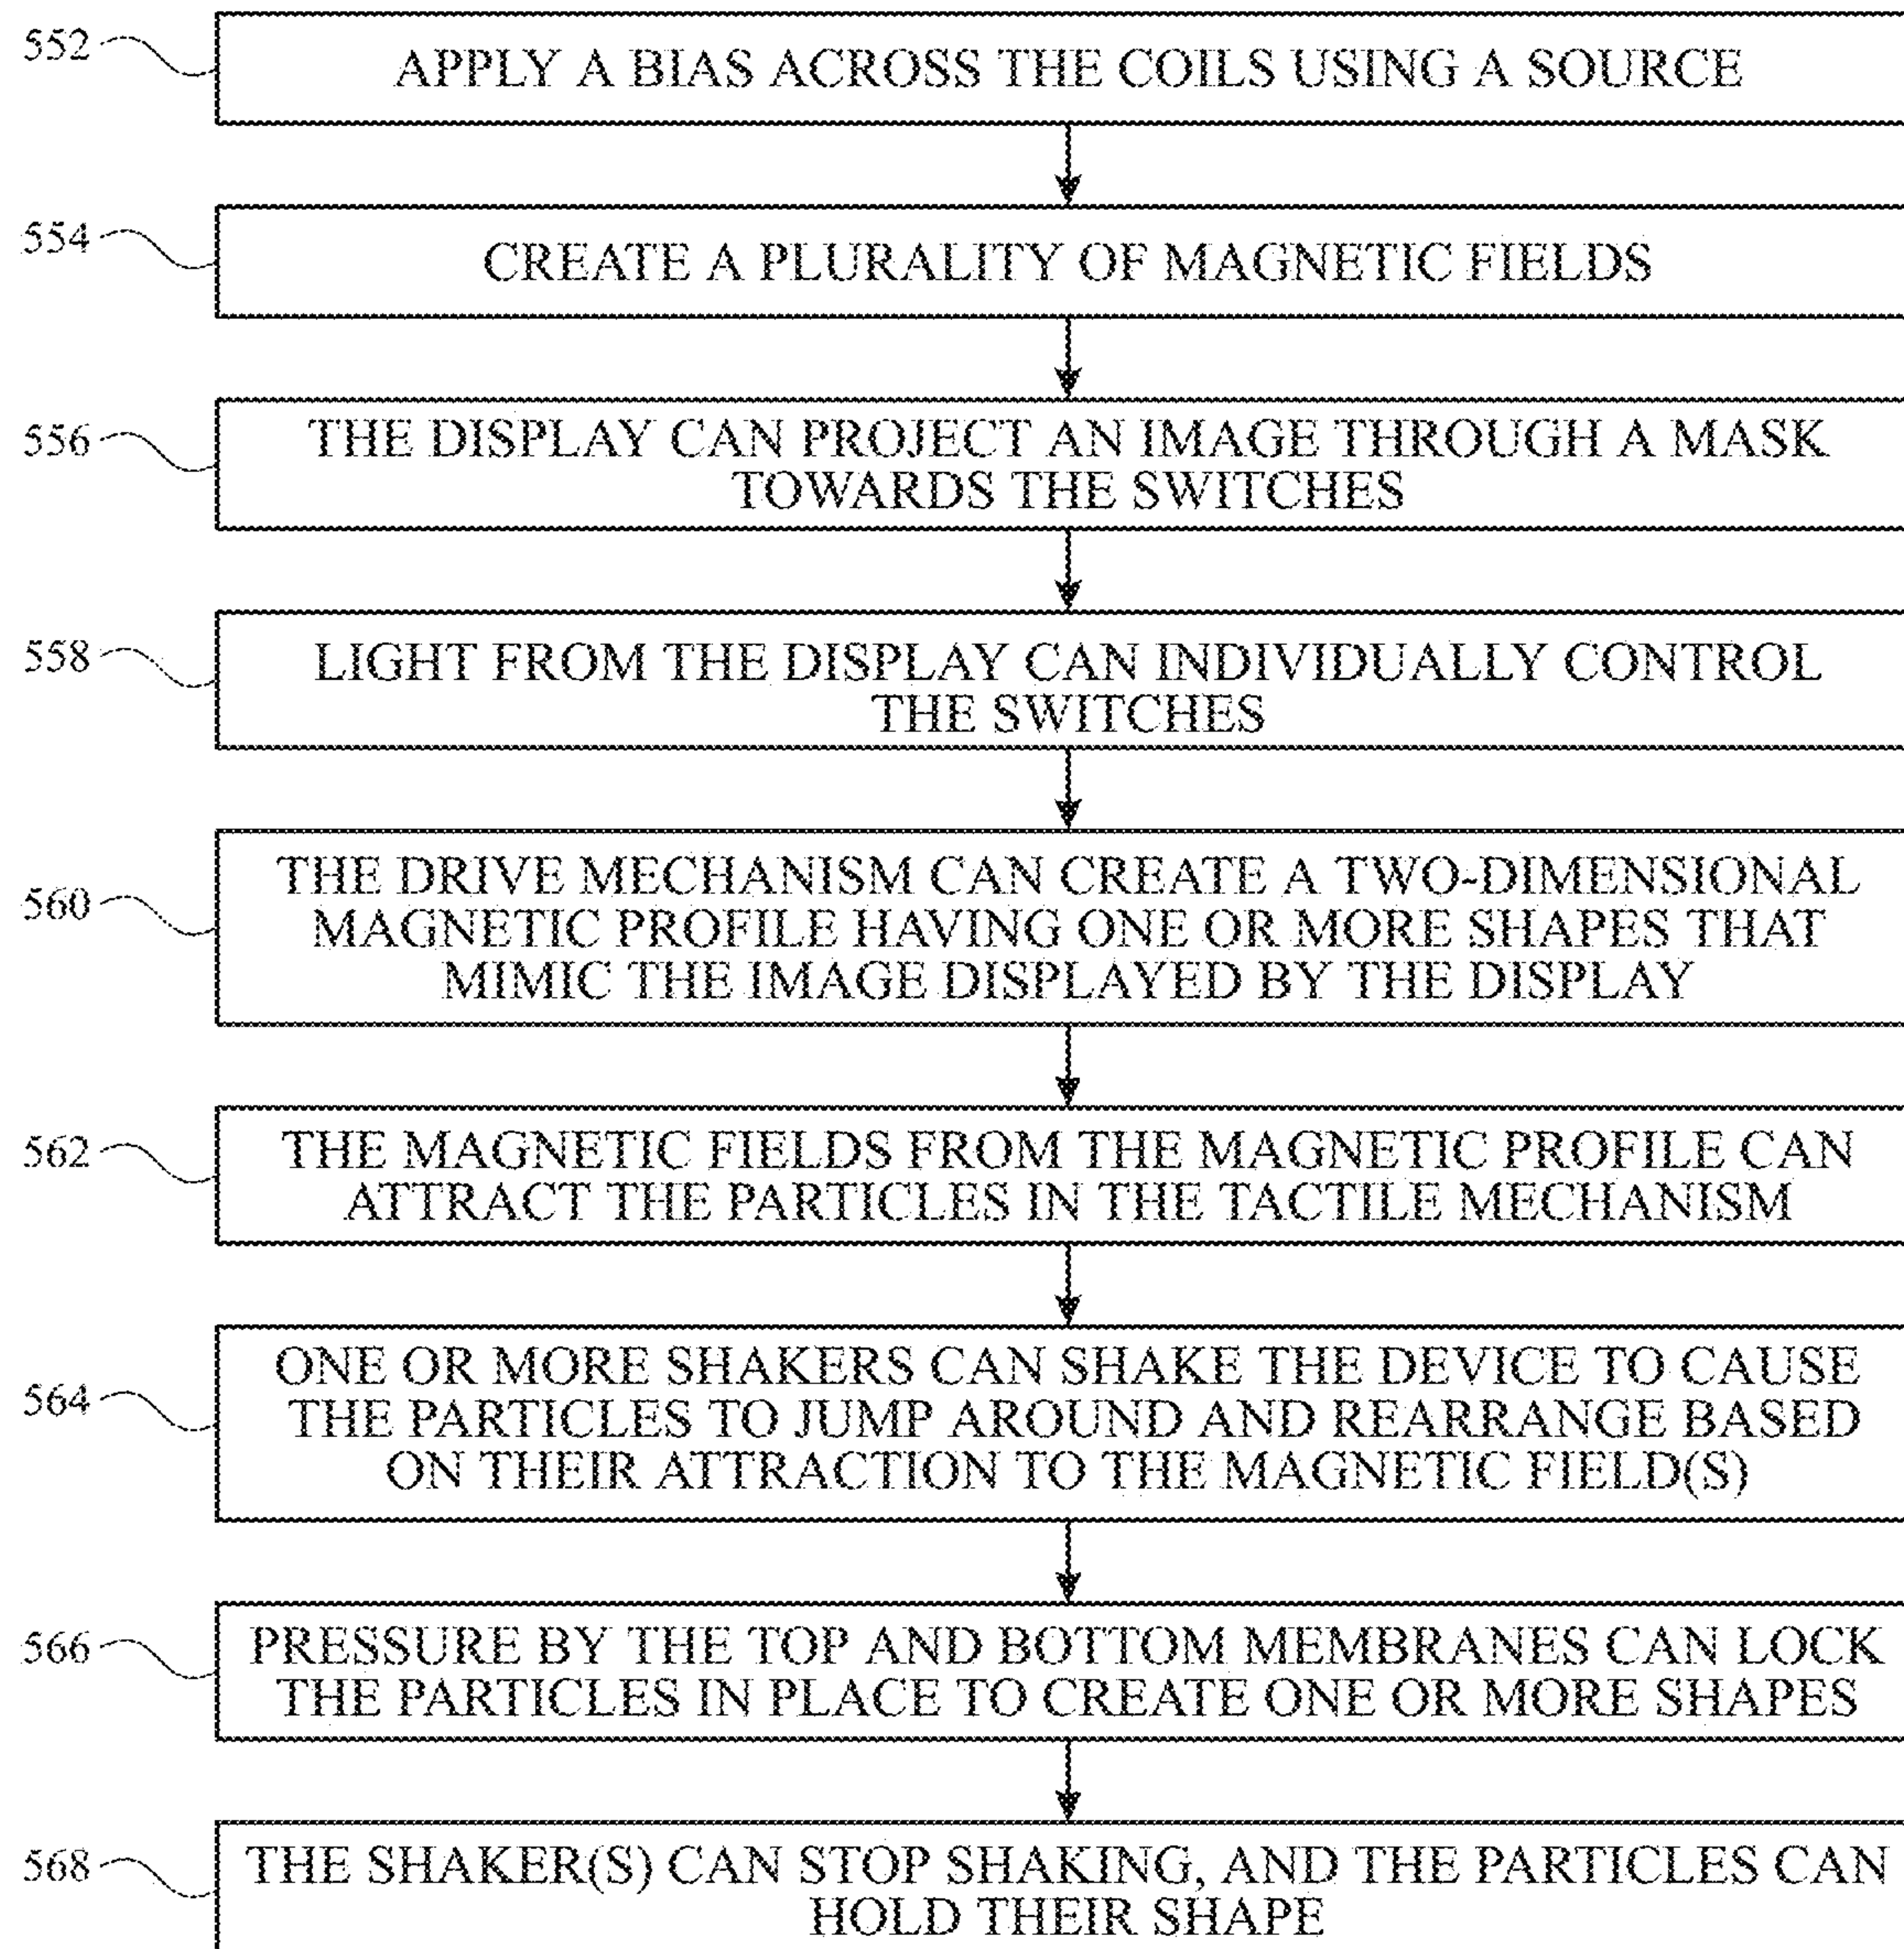 552
APPLY A BIAS ACROSS THE COILS USING A SOURCE
554
CREATE A PLURALITY OF MAGNETIC FIELDS
556
THE DISPLAY CAN PROJECT AN IMAGE THROUGH A MASK
TOWARDS THE SWITCHES
558
LIGHT FROM THE DISPLAY CAN INDIVIDUALLY CONTROL
THE SWITCHES
560
THE DRIVE MECHANISM CAN CREATE A TWO-DIMENSIONAL
MAGNETIC PROFILE HAVING ONE OR MORE SHAPES THAT
MIMIC THE IMAGE DISPLAYED BY THE DISPLAY
562
THE MAGNETIC FIELDS FROM THE MAGNETIC PROFILE CAN
ATTRACT THE PARTICLES IN THE TACTILE MECHANISM
564
ONE OR MORE SHAKERS CAN SHAKE THE DEVICE TO CAUSE
THE PARTICLES TO JUMP AROUND AND REARRANGE BASED
ON THEIR ATTRACTION TO THE MAGNETIC FIELD(S)
566
PRESSURE BY THE TOP AND BOTTOM MEMBRANES CAN LOCK
THE PARTICLES IN PLACE TO CREATE ONE OR MORE SHAPES
568
THE SHAKER(S) CAN STOP SHAKING, AND THE PARTICLES CAN
HOLD THEIR SHAPE